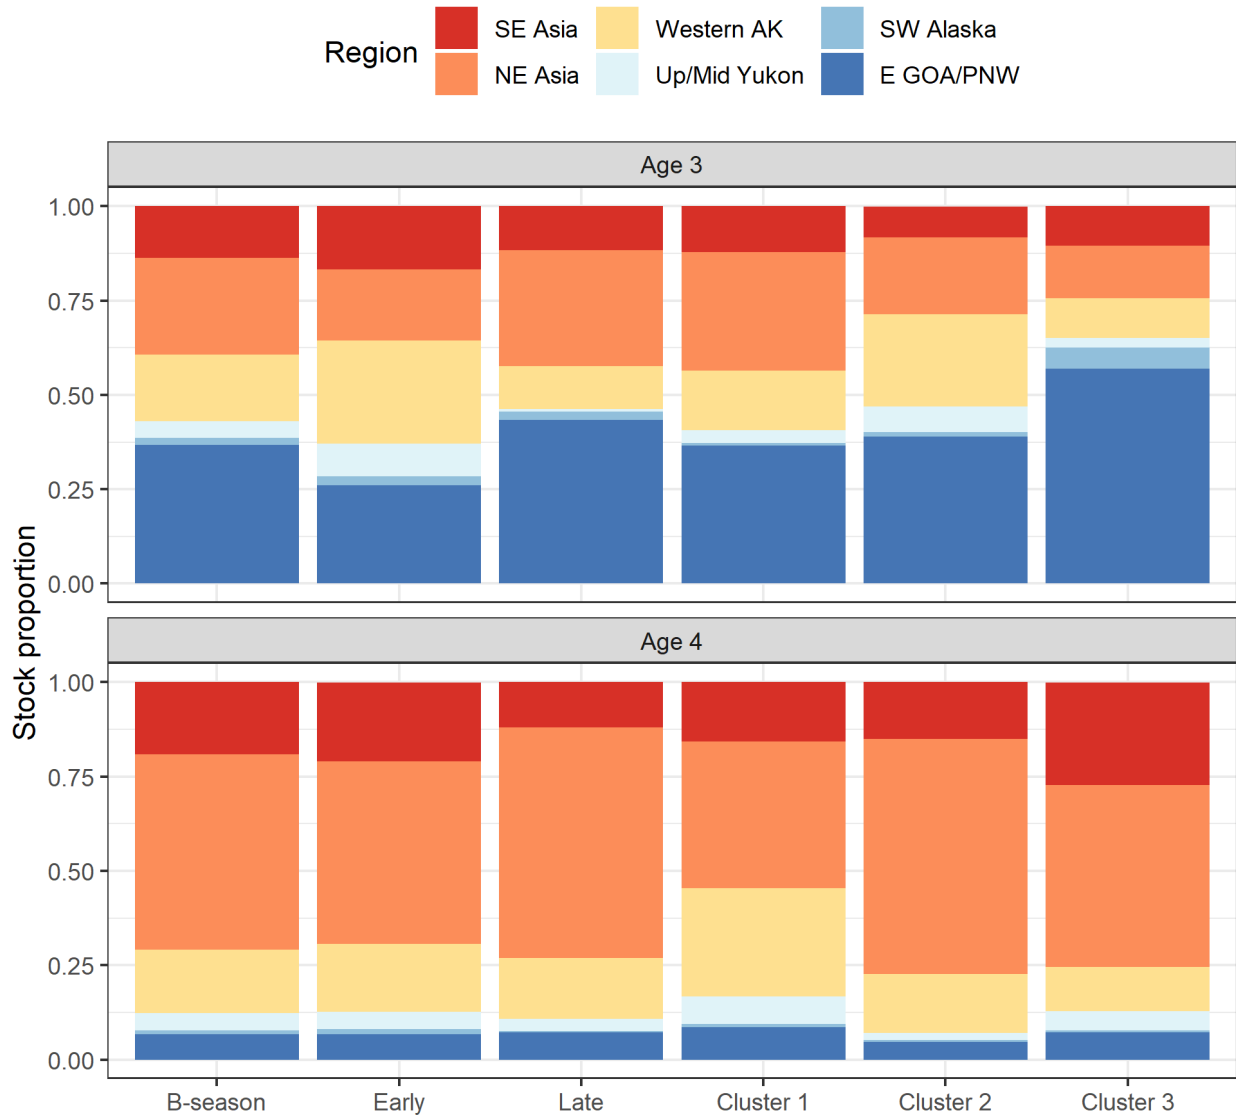 Region
SE Asia
Western AK
SW Alaska
NE Asia
Up/Mid Yukon
E GOA/PNW
Age 3
1.00
0.75
0.50
0.25
0.00
Stock proportion
Age 4
1.00
0.75
0.50
0.25
0.00
B-season
Early
Late
Cluster 1
Cluster 2
Cluster 3